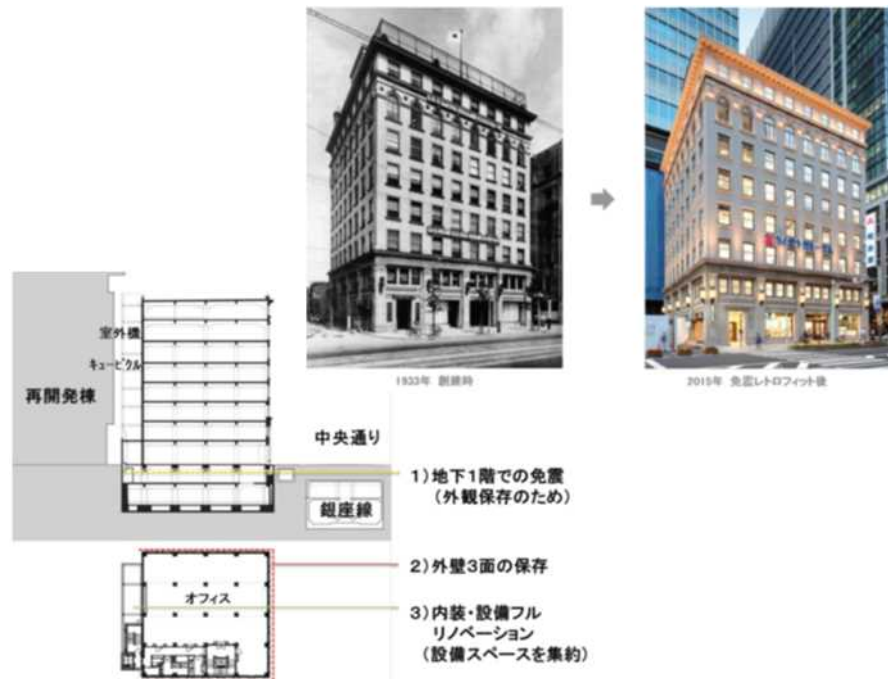 1933年 創建時
2015年 免震レトロフィット後
室外機
キュービクル
再開発棟
中央通り
1）地下1階での免震
（外観保存のため）
銀座線
2）外壁3面の保存
オフィス
3）内装・設備フル
リノベーション
（設備スペースを集約）